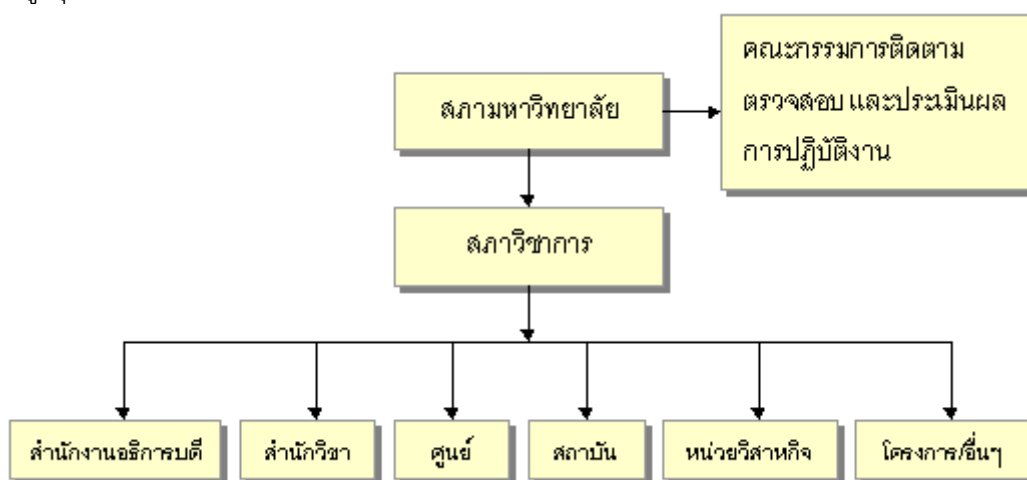 คณะกรรมการติดตาม
ตรวจสอบ และประเมินผล
การปฏิบัติงาน
สภามหาวิทยาลัย
สภาวิชาการ
สำนักงานอธิการบดี
สำนักวิชา
ศูนย์
สถาบัน
หน่วยวิสาหกิจ
โครงการ/อื่นๆ